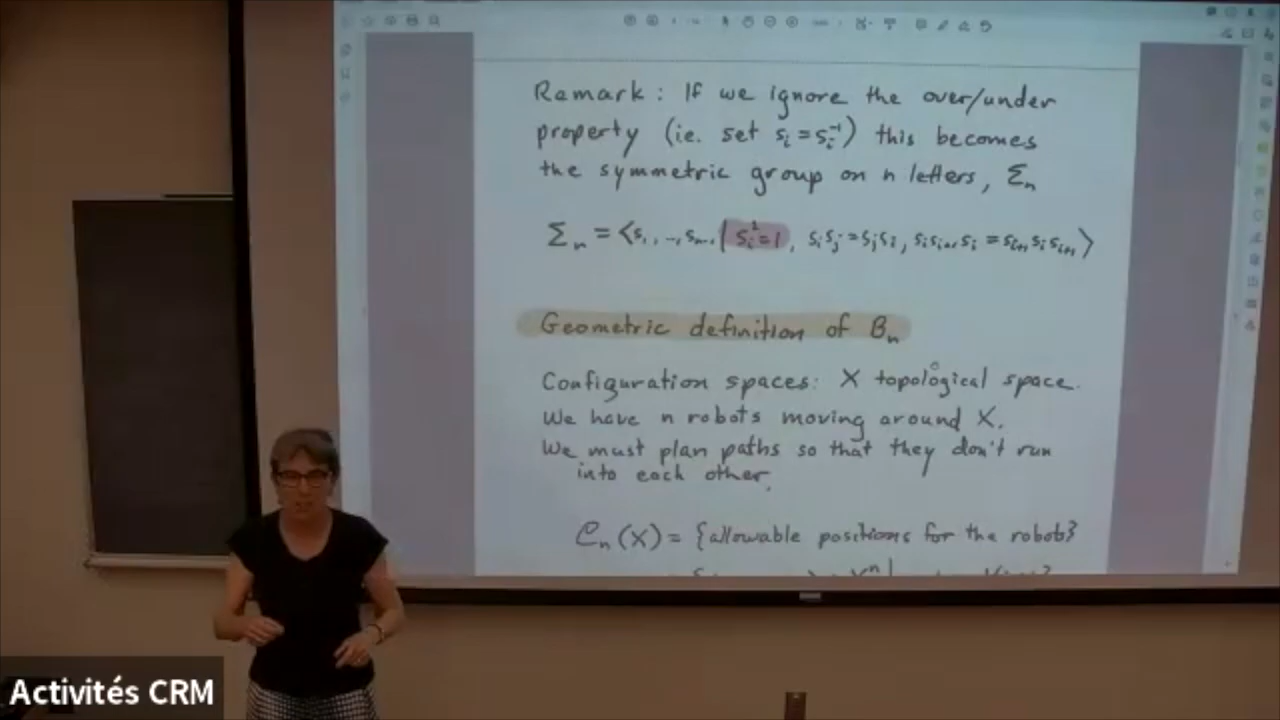 Remark: If we ignore the over/under
property (ie. set sᵢ = sᵢ⁻¹) this becomes
the symmetric group on n letters, Σₙ
Σₙ = <s₁, --, sₙ₋₁ | sᵢ² = 1, sᵢsⱼ = sⱼsᵢ, sᵢsᵢ₊₁sᵢ = sᵢ₊₁sᵢsᵢ₊₁>
Geometric definition of Bₙ
Configuration spaces: X topological space.
We have n robots moving around X.
We must plan paths so that they don't run
into each other.
𝒞ₙ(X) = {allowable positions for the robots}
Activités CRM